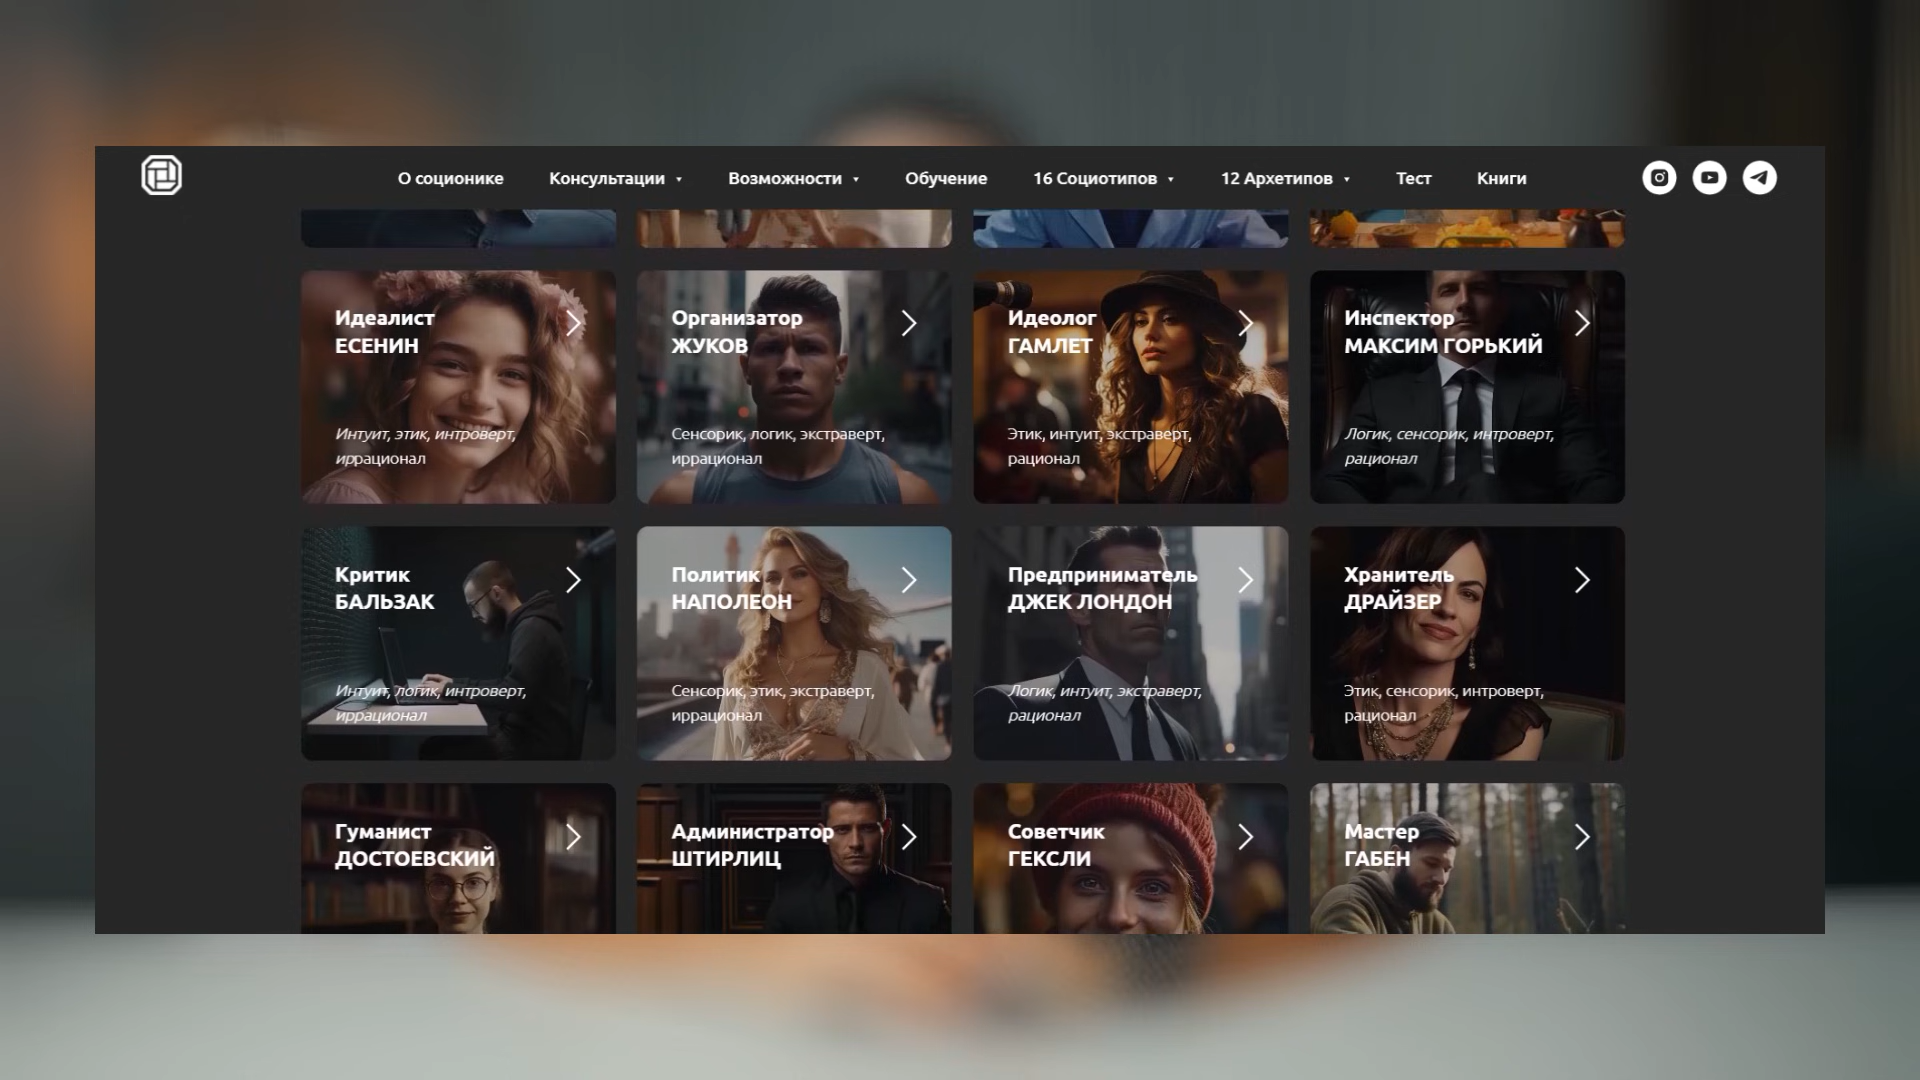 О соционике Консультации Возможности Обучение 16 Социотипов 12 Архетипов Тест Книги
Идеалист
ЕСЕНИН
Интуит, этик, интроверт,
иррационал
Организатор
ЖУКОВ
Сенсорик, логик, экстраверт,
иррационал
Идеолог
ГАМЛЕТ
Этик, интуит, экстраверт,
рационал
Инспектор
МАКСИМ ГОРЬКИЙ
Логик, сенсорик, интроверт,
рационал
Критик
БАЛЬЗАК
Интуит, логик, интроверт,
иррационал
Политик
НАПОЛЕОН
Сенсорик, этик, экстраверт,
иррационал
Предприниматель
ДЖЕК ЛОНДОН
Логик, интуит, экстраверт,
рационал
Хранитель
ДРАЙЗЕР
Этик, сенсорик, интроверт,
рационал
Гуманист
ДОСТОЕВСКИЙ
Администратор
ШТИРЛИЦ
Советчик
ГЕКСЛИ
Мастер
ГАБЕН